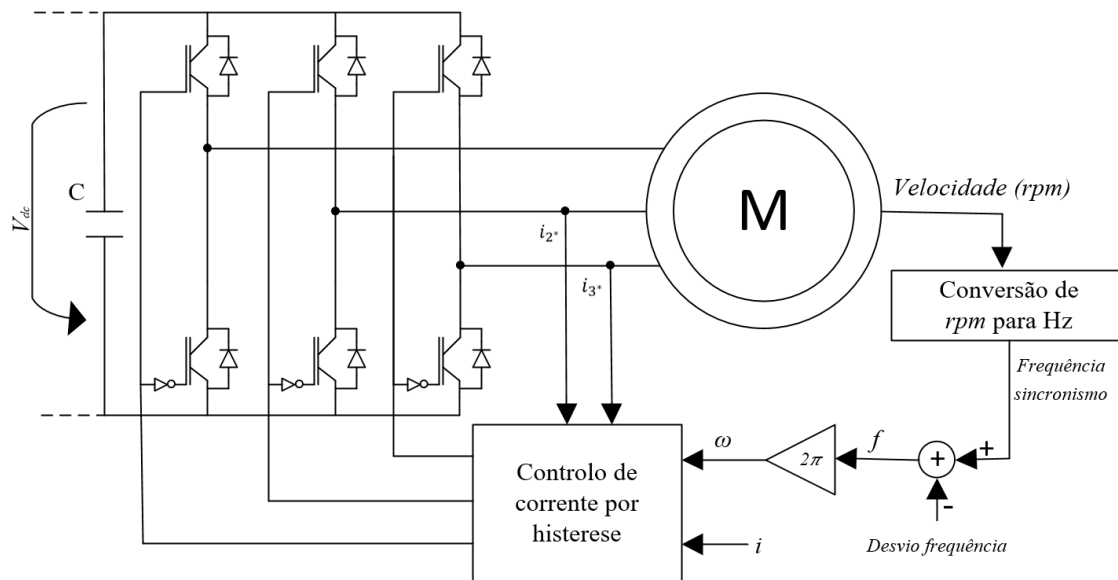 C
V_dc
M
Velocidade (rpm)
i_2*
i_3*
Conversão de
rpm para Hz
Frequência
sincronismo
ω
2π
f
+
+
-
Desvio frequência
Controlo de
corrente por
histerese
i